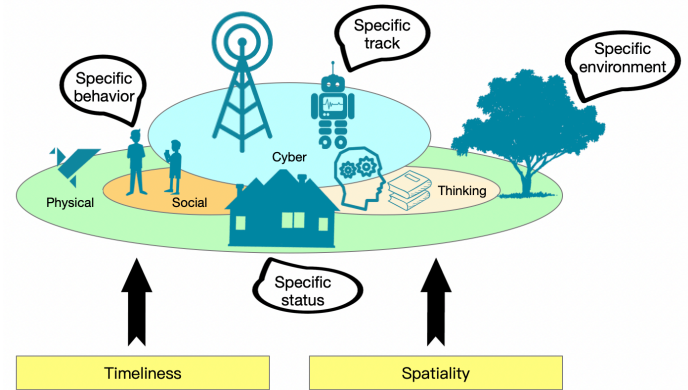 Specific
track
Specific
environment
Specific
behavior
Cyber
Physical
Social
Thinking
Specific
status
Timeliness
Spatiality